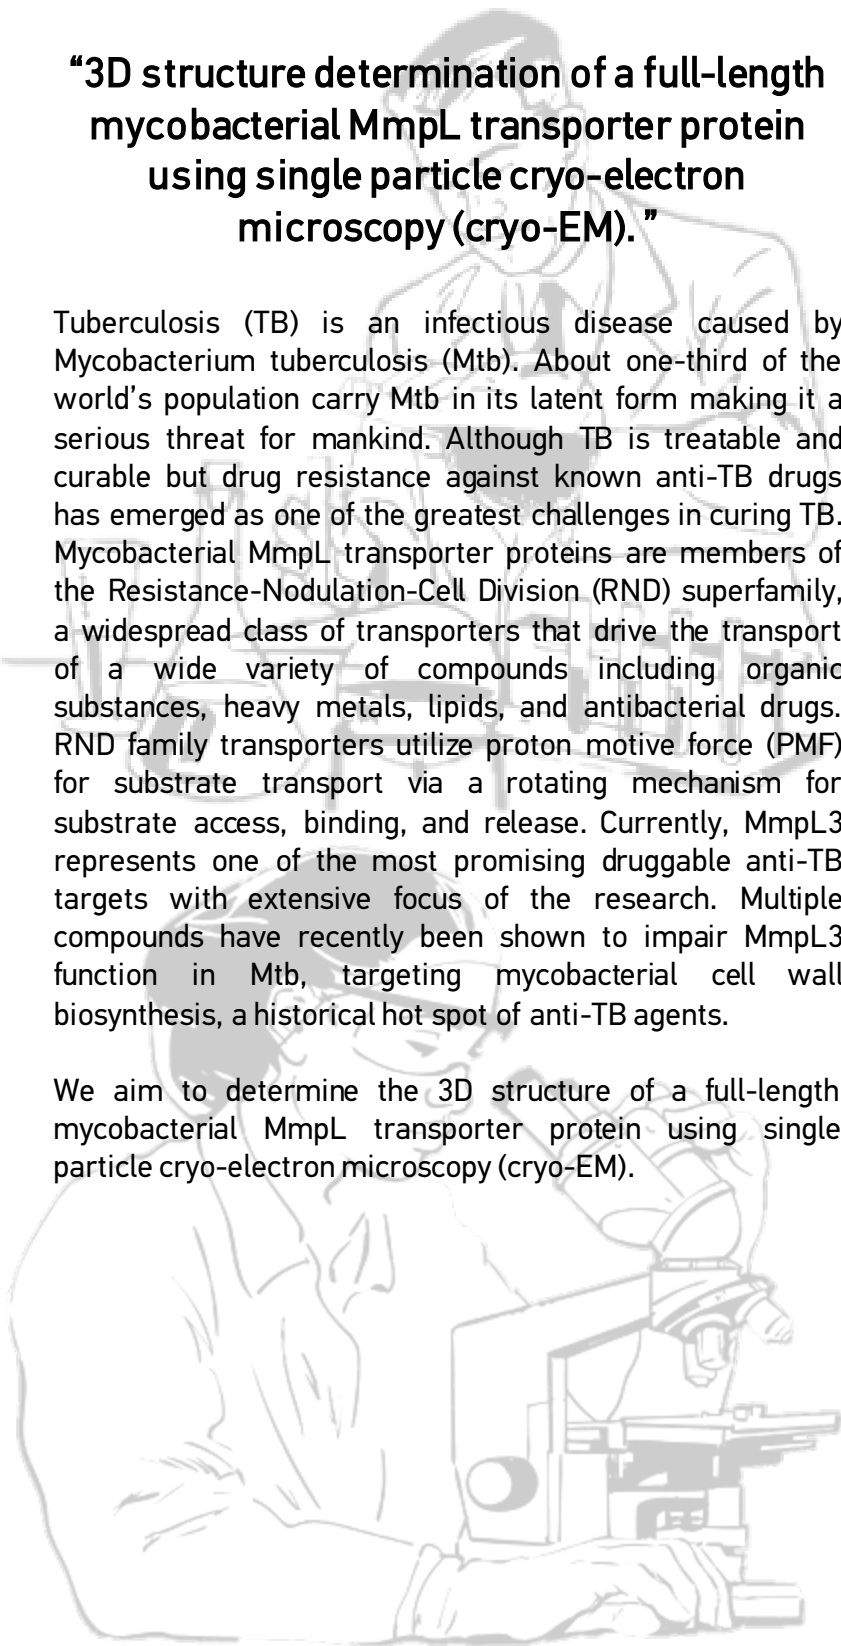 “3D structure determination of a full-length
mycobacterial MmpL transporter protein
using single particle cryo-electron
microscopy (cryo-EM). ”
Tuberculosis (TB) is an infectious disease caused by
Mycobacterium tuberculosis (Mtb). About one-third of the
world’s population carry Mtb in its latent form making it a
serious threat for mankind. Although TB is treatable and
curable but drug resistance against known anti-TB drugs
has emerged as one of the greatest challenges in curing TB.
Mycobacterial MmpL transporter proteins are members of
the Resistance-Nodulation-Cell Division (RND) superfamily,
a widespread class of transporters that drive the transport
of a wide variety of compounds including organic
substances, heavy metals, lipids, and antibacterial drugs.
RND family transporters utilize proton motive force (PMF)
for substrate transport via a rotating mechanism for
substrate access, binding, and release. Currently, MmpL3
represents one of the most promising druggable anti-TB
targets with extensive focus of the research. Multiple
compounds have recently been shown to impair MmpL3
function in Mtb, targeting mycobacterial cell wall
biosynthesis, a historical hot spot of anti-TB agents.
We aim to determine the 3D structure of a full-length
mycobacterial MmpL transporter protein using single
particle cryo-electron microscopy (cryo-EM).